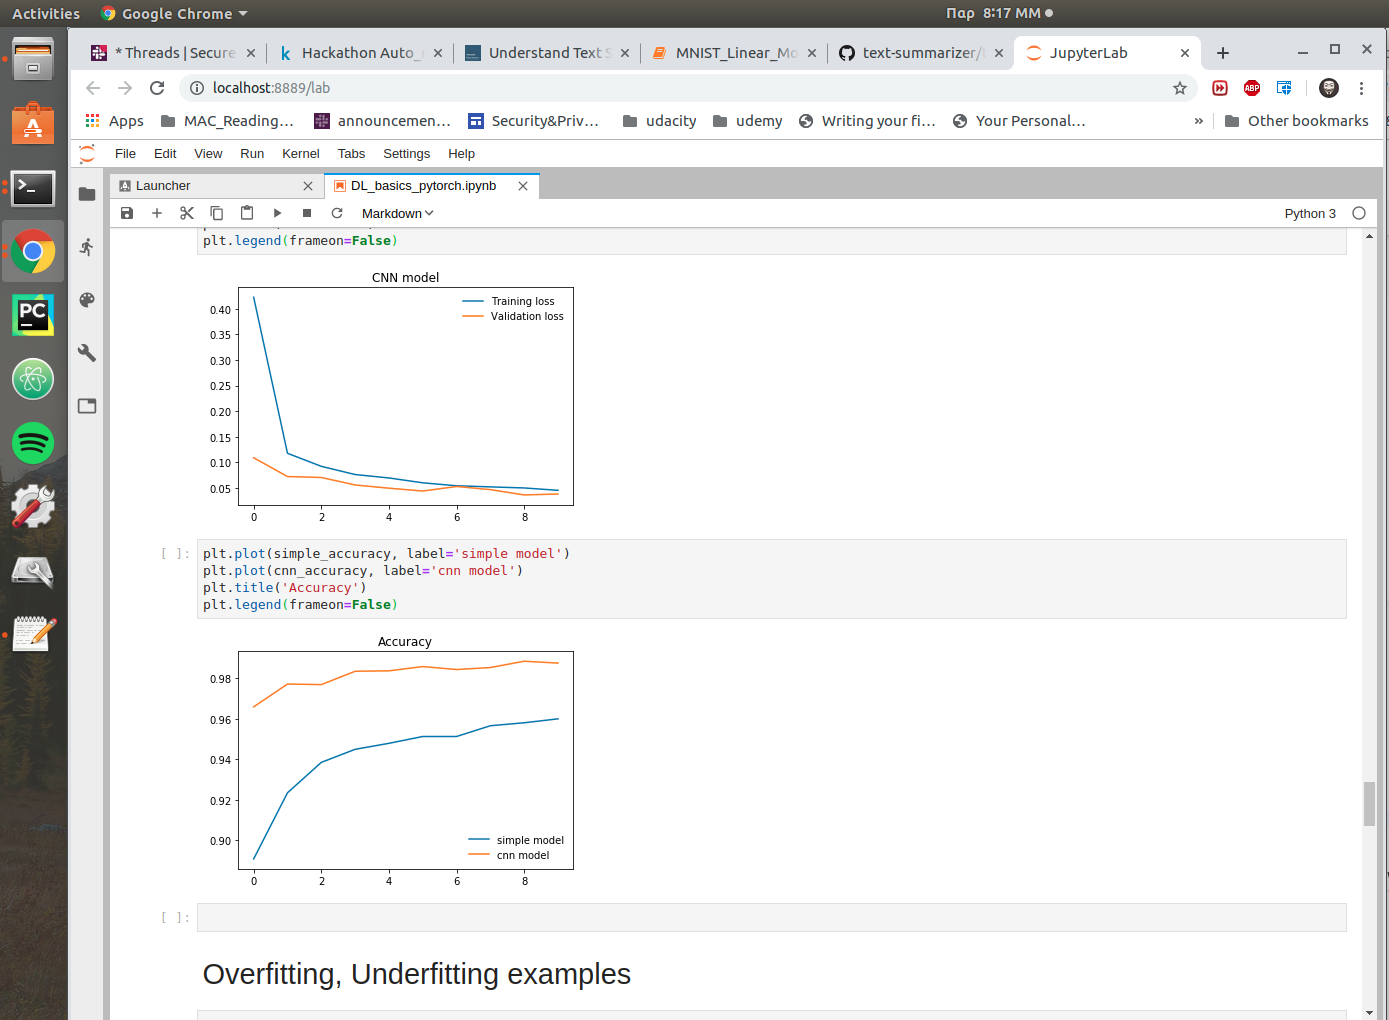 Activities Google Chrome Παρ 8:17 ΜΜ
* Threads | Secure Hackathon Auto_ Understand Text S MNIST_Linear_Mo text-summarizer/ JupyterLab
localhost:8889/lab ABP
Apps MAC_Reading... announcemen... Security&Priv... udacity udemy Writing your fi... Your Personal... » Other bookmarks
File Edit View Run Kernel Tabs Settings Help
Launcher DL_basics_pytorch.ipynb
Markdown Python 3
plt.legend(frameon=False)
CNN model
Training loss
Validation loss
0.40
0.35
0.30
0.25
0.20
0.15
0.10
0.05
0 2 4 6 8
[ ]: plt.plot(simple_accuracy, label='simple model')
plt.plot(cnn_accuracy, label='cnn model')
plt.title('Accuracy')
plt.legend(frameon=False)
Accuracy
0.98
0.96
0.94
0.92
0.90
simple model
cnn model
0 2 4 6 8
[ ]:
Overfitting, Underfitting examples
PC